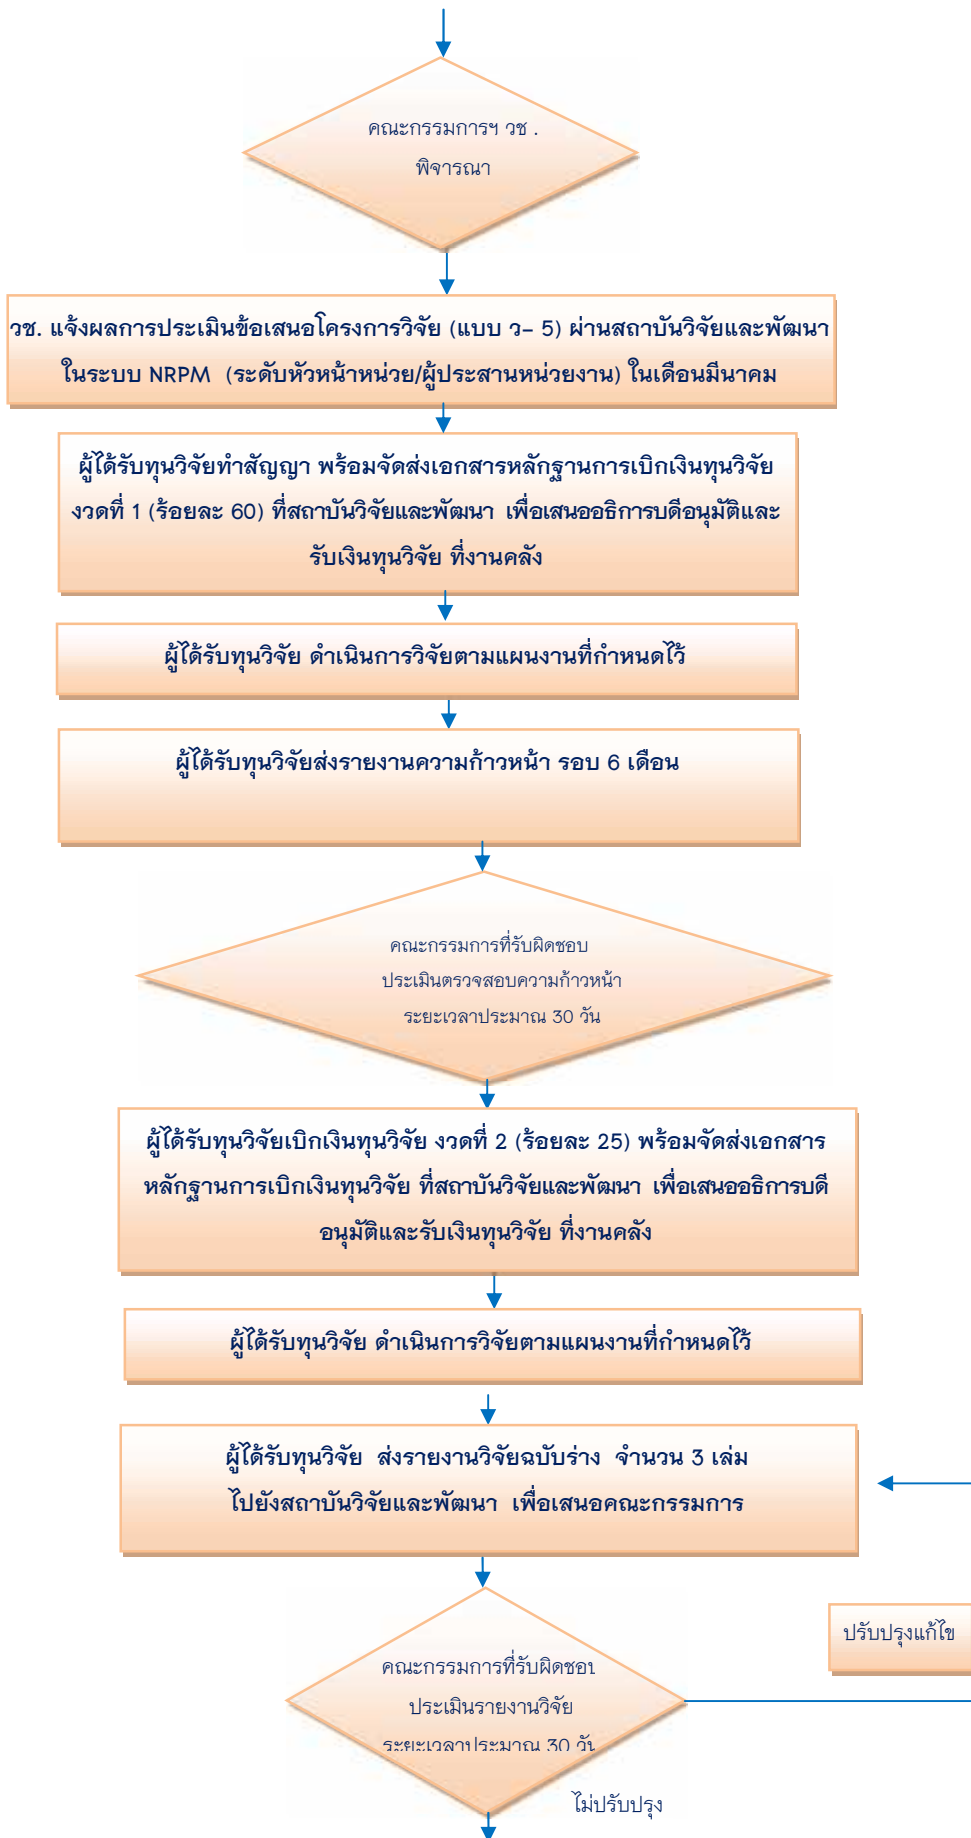 คณะกรรมการฯ วช .
พิจารณา
วช. แจ้งผลการประเมินข้อเสนอโครงการวิจัย (แบบ ว- 5) ผ่านสถาบันวิจัยและพัฒนา
ในระบบ NRPM (ระดับหัวหน้าหน่วย/ผู้ประสานหน่วยงาน) ในเดือนมีนาคม
ผู้ได้รับทุนวิจัยทำสัญญา พร้อมจัดส่งเอกสารหลักฐานการเบิกเงินทุนวิจัย
งวดที่ 1 (ร้อยละ 60) ที่สถาบันวิจัยและพัฒนา เพื่อเสนออธิการบดีอนุมัติและ
รับเงินทุนวิจัย ที่งานคลัง
ผู้ได้รับทุนวิจัย ดำเนินการวิจัยตามแผนงานที่กำหนดไว้
ผู้ได้รับทุนวิจัยส่งรายงานความก้าวหน้า รอบ 6 เดือน
คณะกรรมการที่รับผิดชอบ
ประเมินตรวจสอบความก้าวหน้า
ระยะเวลาประมาณ 30 วัน
ผู้ได้รับทุนวิจัยเบิกเงินทุนวิจัย งวดที่ 2 (ร้อยละ 25) พร้อมจัดส่งเอกสาร
หลักฐานการเบิกเงินทุนวิจัย ที่สถาบันวิจัยและพัฒนา เพื่อเสนออธิการบดี
อนุมัติและรับเงินทุนวิจัย ที่งานคลัง
ผู้ได้รับทุนวิจัย ดำเนินการวิจัยตามแผนงานที่กำหนดไว้
ผู้ได้รับทุนวิจัย ส่งรายงานวิจัยฉบับร่าง จำนวน 3 เล่ม
ไปยังสถาบันวิจัยและพัฒนา เพื่อเสนอคณะกรรมการ
ปรับปรุงแก้ไข
คณะกรรมการที่รับผิดชอบ
ประเมินรายงานวิจัย
ระยะเวลาประมาณ 30 วัน
ไม่ปรับปรุง